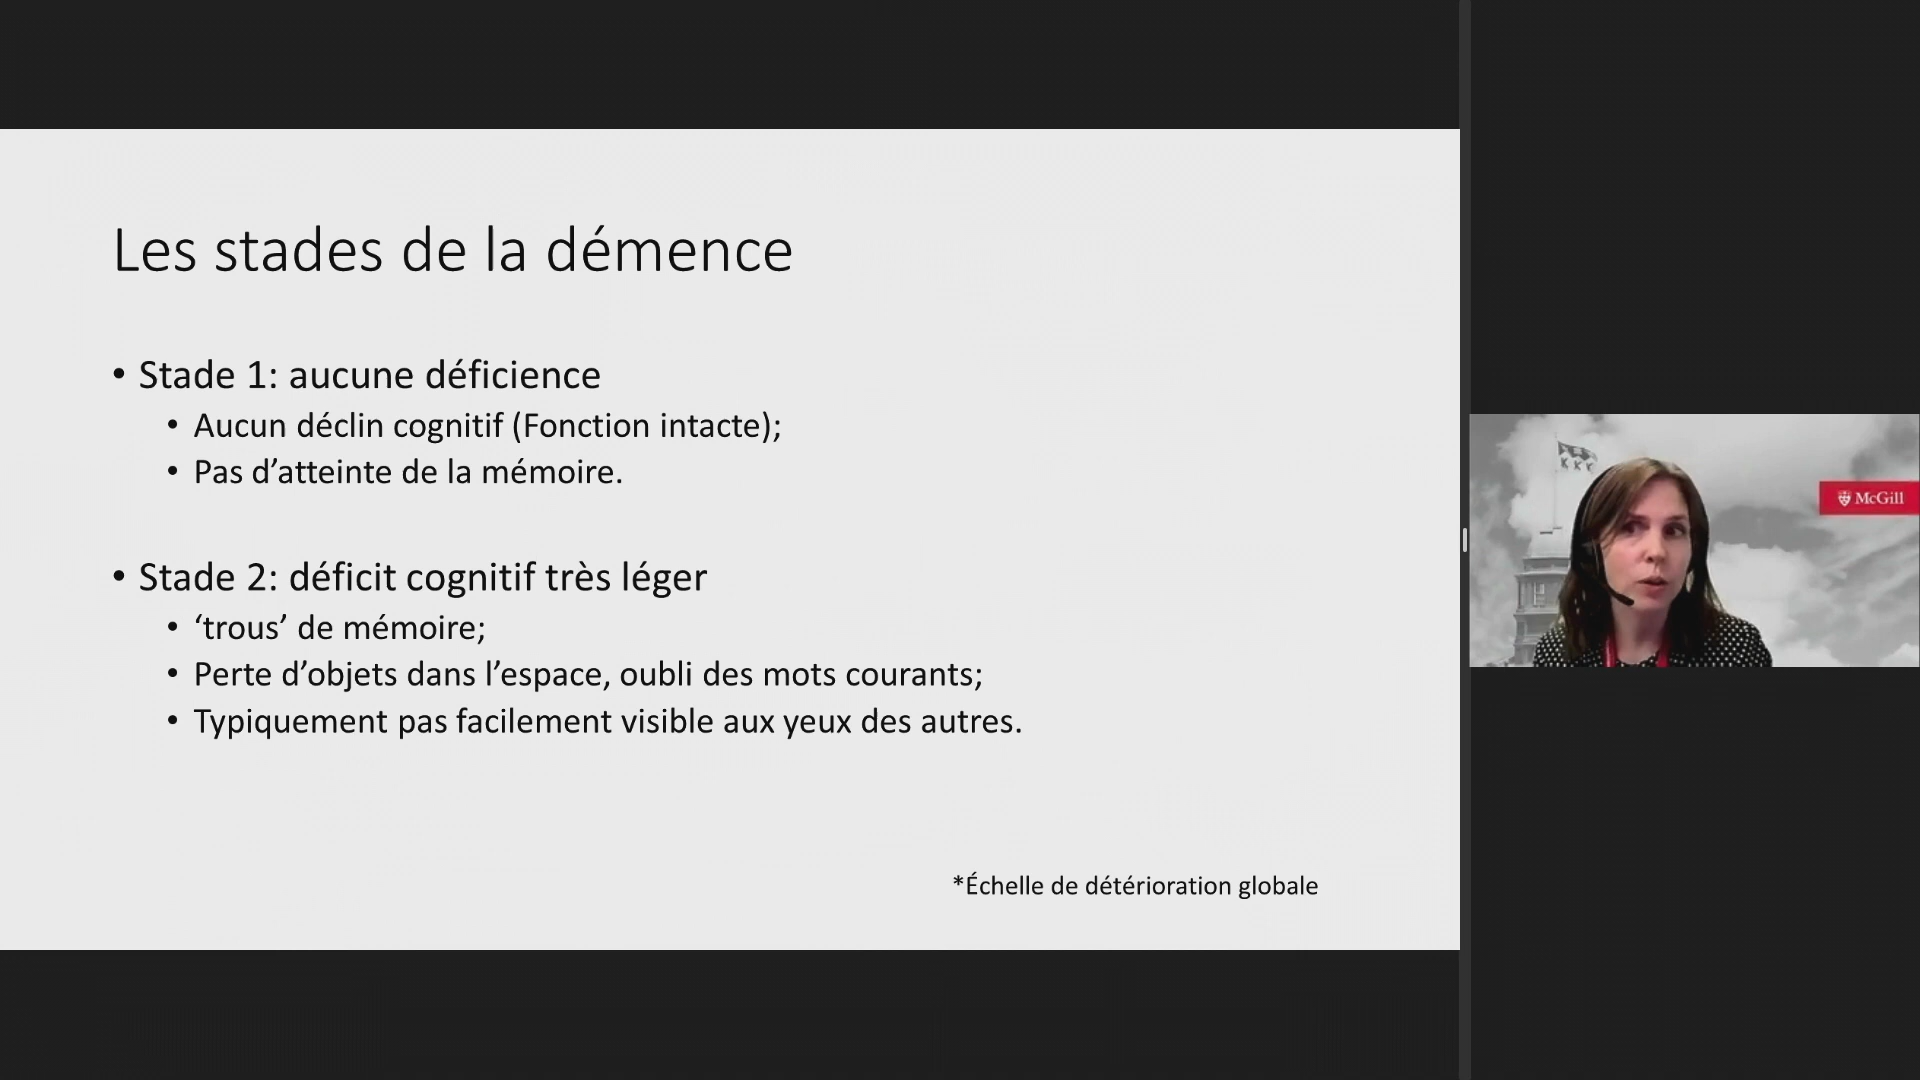 Les stades de la démence
• Stade 1: aucune déficience
• Aucun déclin cognitif (Fonction intacte);
• Pas d’atteinte de la mémoire.
• Stade 2: déficit cognitif très léger
• ‘trous’ de mémoire;
• Perte d’objets dans l’espace, oubli des mots courants;
• Typiquement pas facilement visible aux yeux des autres.
*Échelle de détérioration globale
McGill